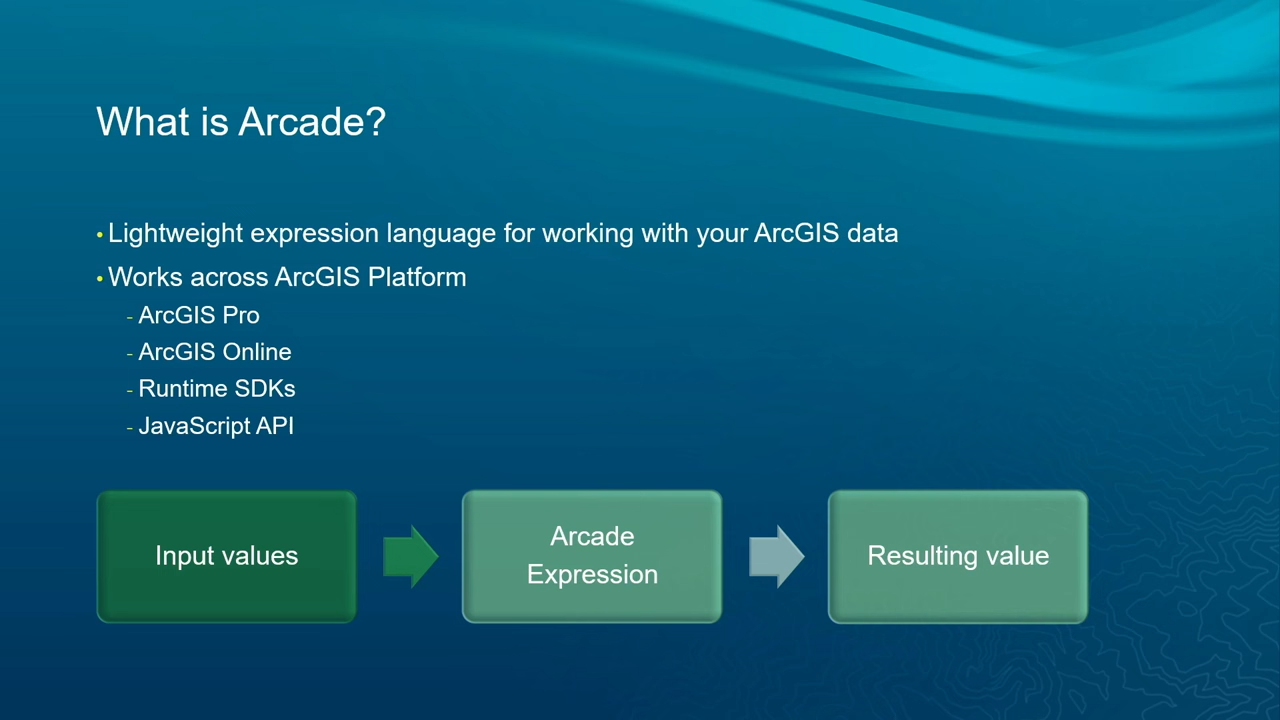 What is Arcade?
• Lightweight expression language for working with your ArcGIS data
• Works across ArcGIS Platform
- ArcGIS Pro
- ArcGIS Online
- Runtime SDKs
- JavaScript API
Input values
Arcade
Expression
Resulting value